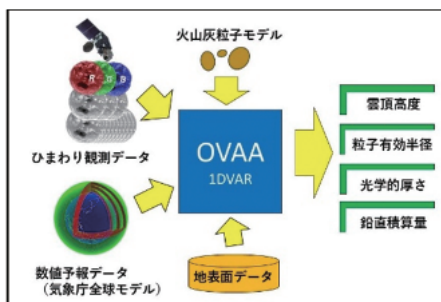 火山灰粒子モデル
R G B
ひまわり観測データ
OVAA
1DVAR
雲頂高度
粒子有効半径
光学的厚さ
鉛直積算量
数値予報データ
（気象庁全球モデル）
地表面データ